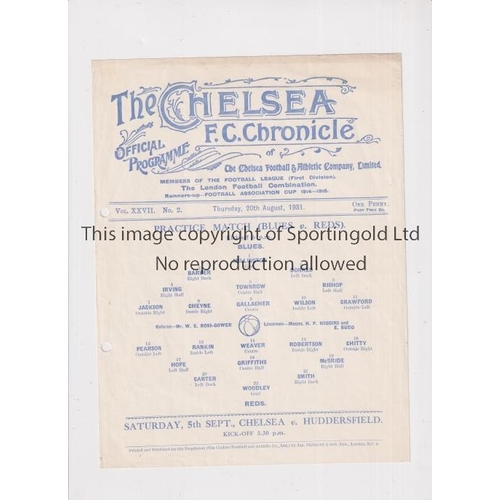 The CHELSEA
F.C. Chronicle
OFFICIAL PROGRAMME
of
The Chelsea Football & Athletic Company, Limited.
MEMBERS OF THE FOOTBALL LEAGUE (First Division).
The London Football Combination.
Runners-up—FOOTBALL ASSOCIATION CUP 1914-1915.
VOL. XXVII. No. 2. Thursday, 20th August, 1931. ONE PENNY.
POST FREE 2D.
PRACTICE MATCH (BLUES v. REDS).
This image copyright of Sportingold Ltd
BLUES.
No reproduction allowed
BARBER
Right Back
IRVING TOWNROW BISHOP
Right Half Centre Half Left Half
JACKSON CHEYNE GALLACHER WILSON CRAWFORD
Outside Right Inside Right Centre Inside Left Outside Left
Referee—Mr. W. E. ROSS-GOWER Linesmen—Messrs. H. P. HIGGINS and
E. SUGG
PEARSON RANKIN WEAVER ROBERTSON CHITTY
Outside Left Inside Left Centre Inside Right Outside Right
HOPE GRIFFITHS McBRIDE
Left Half Centre Half Right Half
CARTER SMITH
Left Back Right Back
WOODLEY
Goal
REDS.
SATURDAY, 5th SEPT., CHELSEA v. HUDDERSFIELD.
KICK-OFF 3.30 p.m.